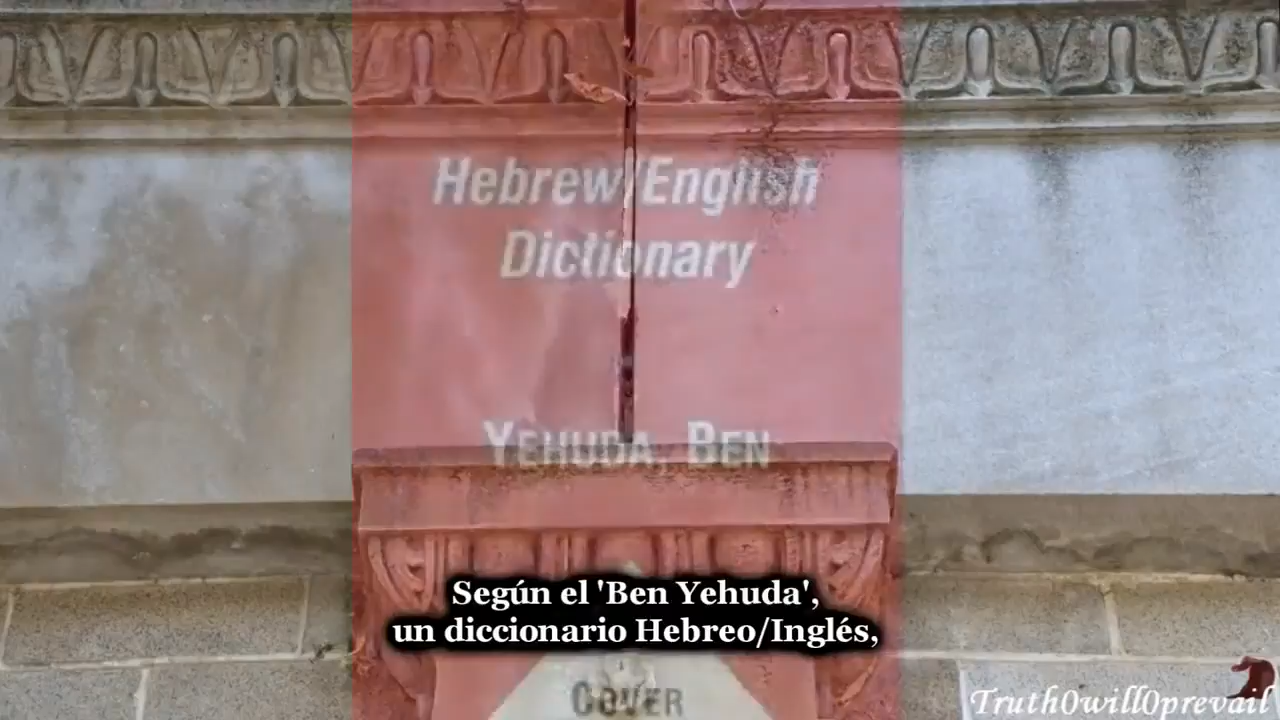 Hebrew/English
Dictionary
YEHUDA, BEN
Según el 'Ben Yehuda',
un diccionario Hebreo/Inglés,
COVER
Truth0will0prevail